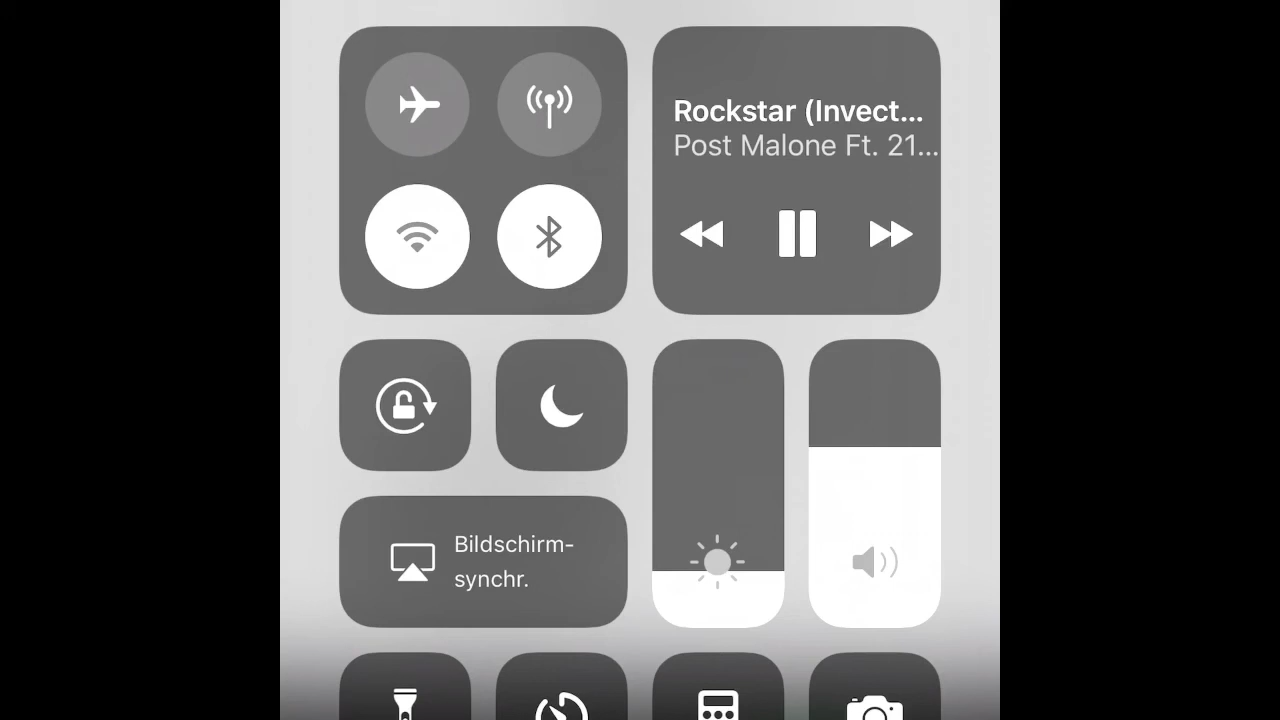 Rockstar (Invect...
Post Malone Ft. 21...
Bildschirm-
synchr.